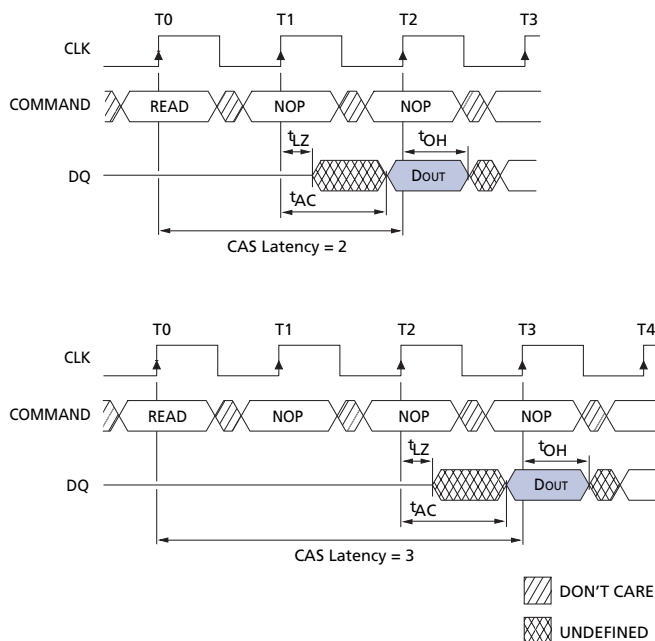 T0 T1 T2 T3
CLK
COMMAND READ NOP NOP
tLZ tOH
DQ DOUT
tAC
CAS Latency = 2
T0 T1 T2 T3 T4
CLK
COMMAND READ NOP NOP NOP
tLZ tOH
DQ DOUT
tAC
CAS Latency = 3
DON'T CARE
UNDEFINED